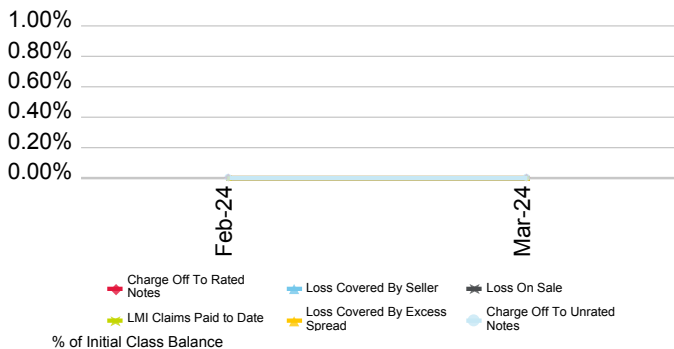 1.00%
0.80%
0.60%
0.40%
0.20%
0.00%
Feb-24
Mar-24
Charge Off To Rated
Notes
Loss Covered By Seller
Loss On Sale
LMI Claims Paid to Date
Loss Covered By Excess
Spread
Charge Off To Unrated
Notes
% of Initial Class Balance